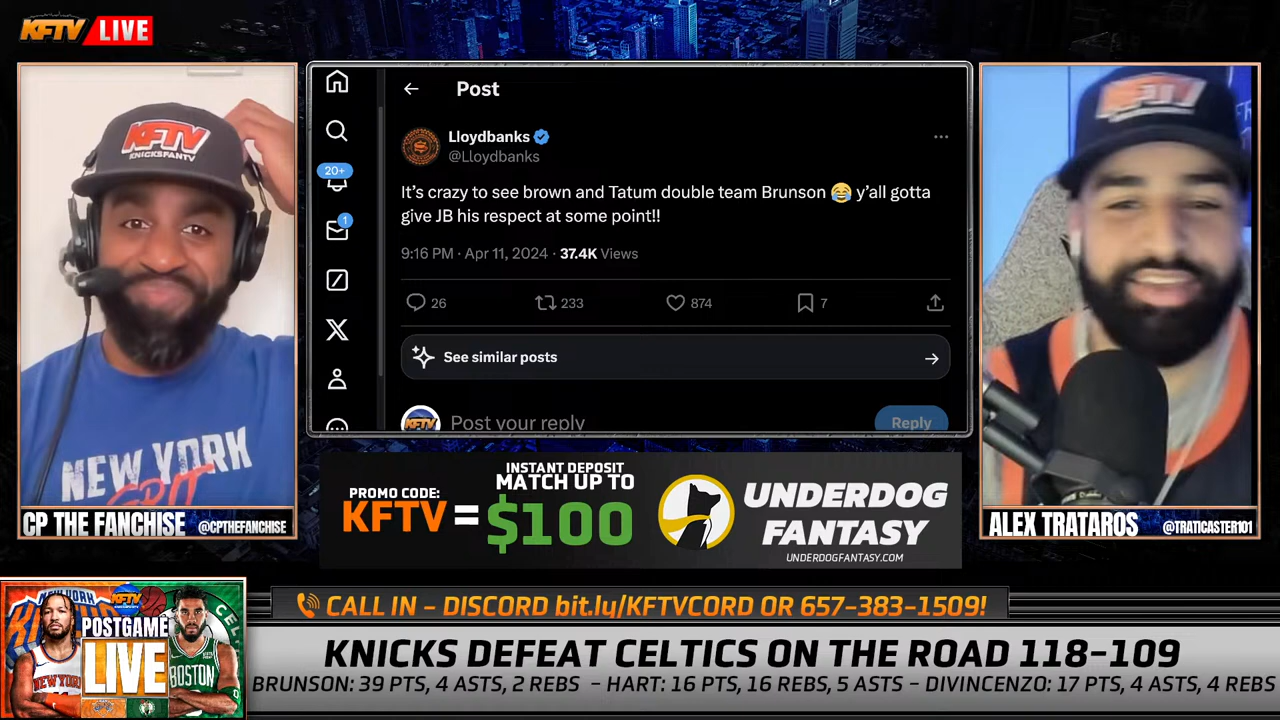 KFTV LIVE
KFTV
KNICKSFANTV
NEW YORK
GRIT
CP THE FANCHISE @CPTHEFANCHISE
Post
Lloydbanks
@Lloydbanks
20+
1
It's crazy to see brown and Tatum double team Brunson 😂 y'all gotta
give JB his respect at some point!!
9:16 PM · Apr 11, 2024 · 37.4K Views
26 233 874 7
See similar posts
KFTV
Post your reply Reply
PROMO CODE:
KFTV
=
INSTANT DEPOSIT
MATCH UP TO
$100
UNDERDOG
FANTASY
UNDERDOGFANTASY.COM
ALEX TRATAROS @TRATICASTER101
CALL IN – DISCORD bit.ly/KFTVCORD OR 657-383-1509!
KFTV
POSTGAME
LIVE
NEW YORK
BOSTON
KNICKS DEFEAT CELTICS ON THE ROAD 118-109
BRUNSON: 39 PTS, 4 ASTS, 2 REBS – HART: 16 PTS, 16 REBS, 5 ASTS – DIVINCENZO: 17 PTS, 4 ASTS, 4 REBS